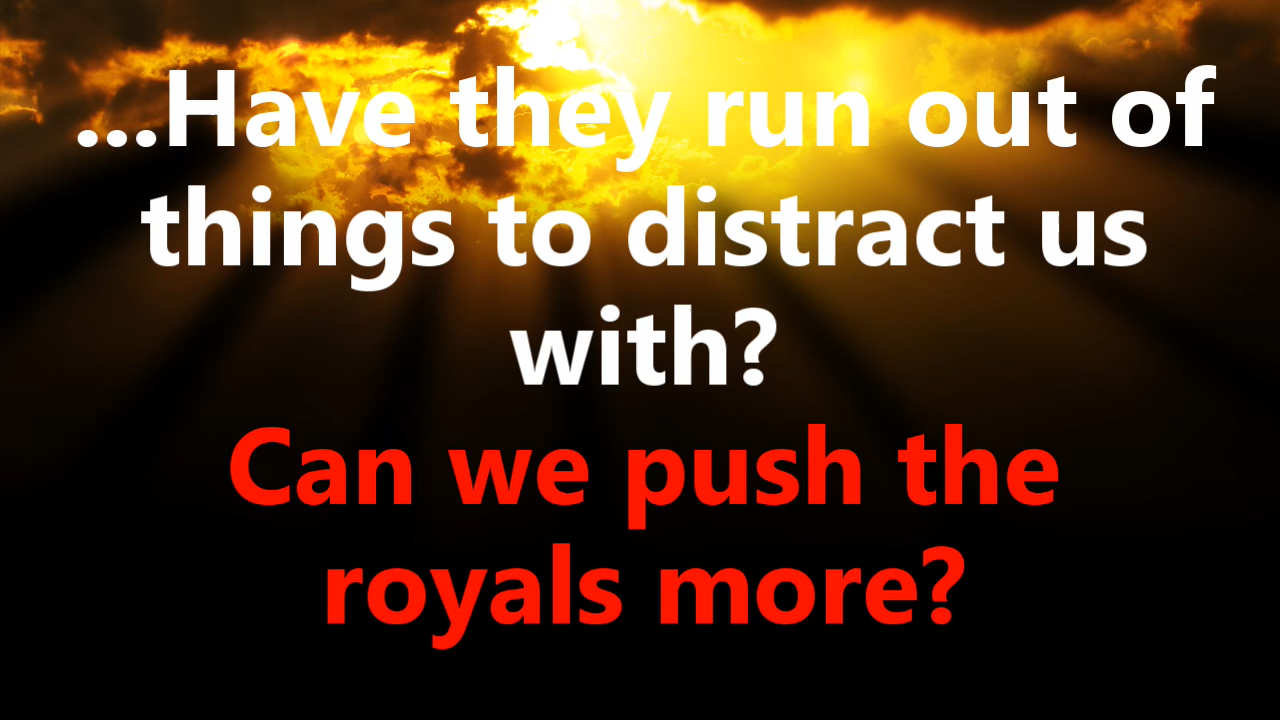 ...Have they run out of
things to distract us
with?
Can we push the
royals more?